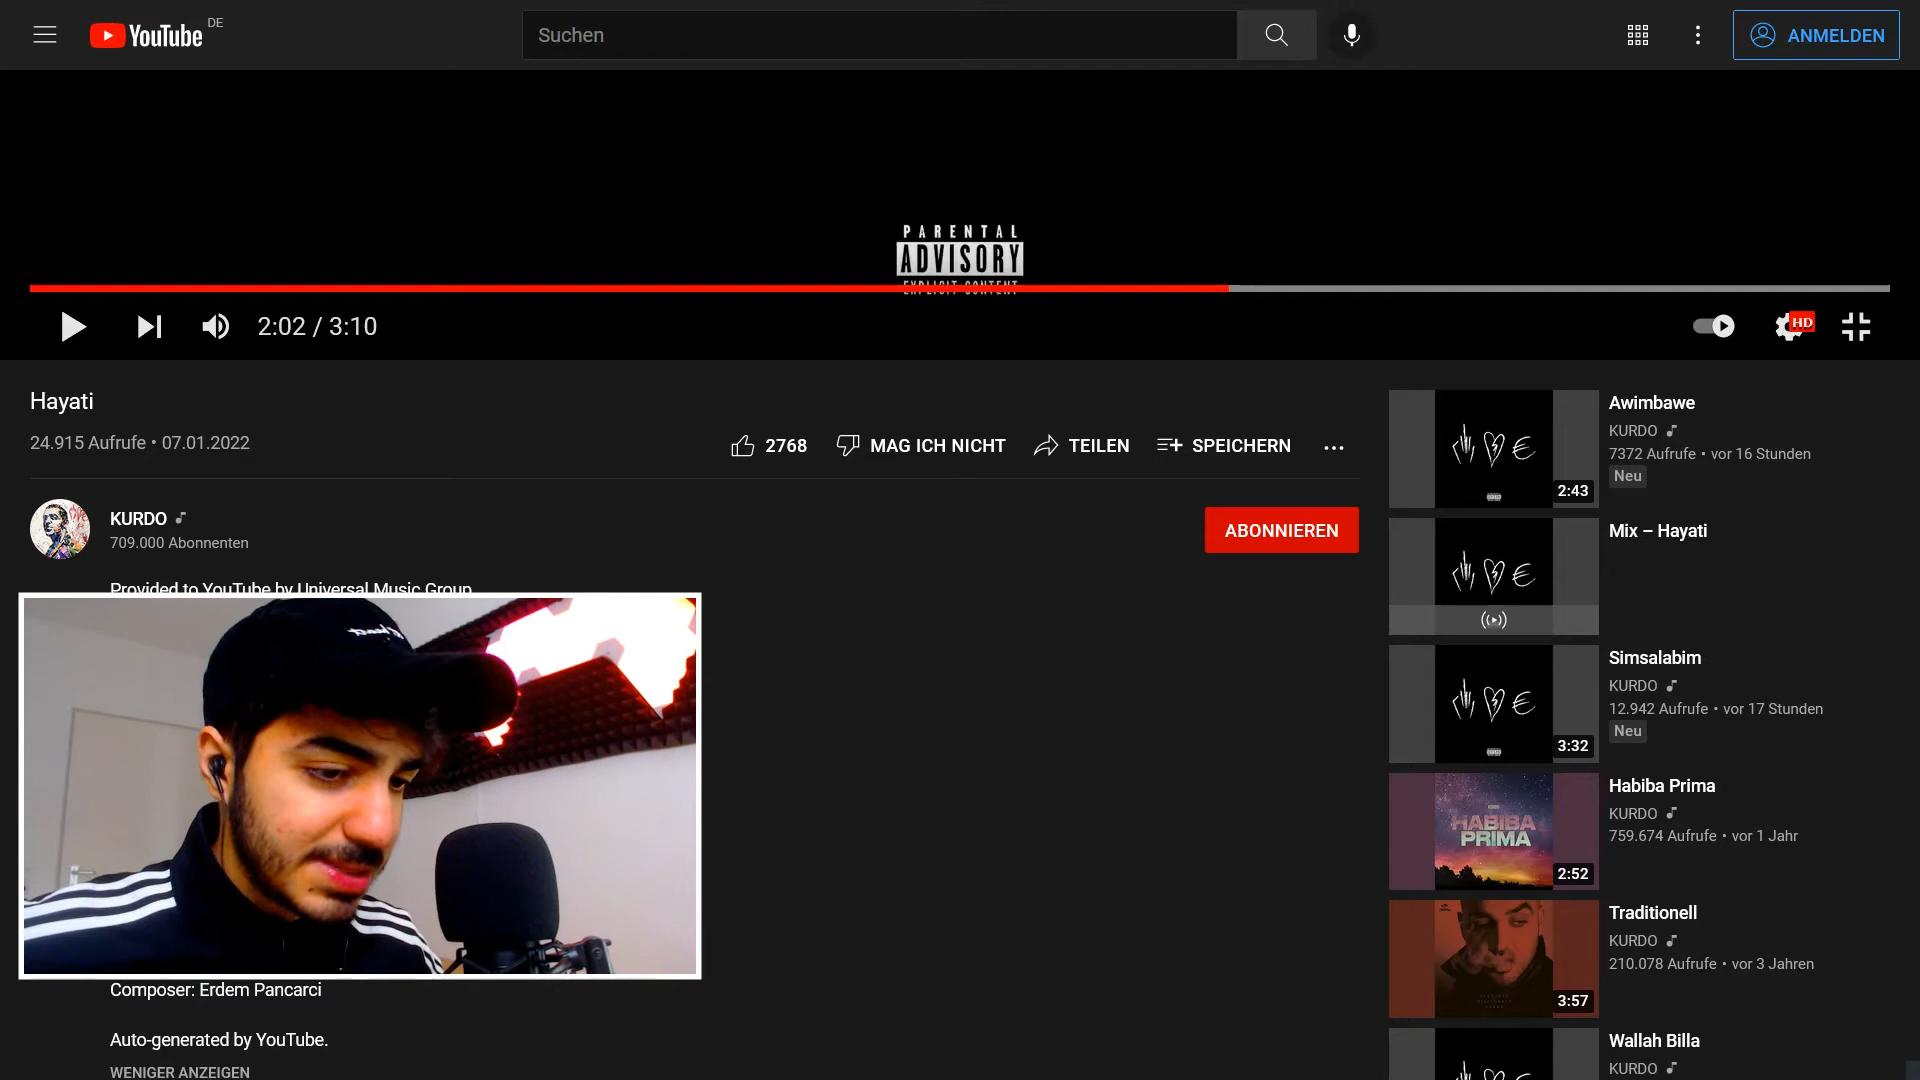 YouTube DE
Suchen
ANMELDEN
PARENTAL
ADVISORY
EXPLICIT CONTENT
2:02 / 3:10
HD
Hayati
24.915 Aufrufe • 07.01.2022
2768
MAG ICH NICHT
TEILEN
SPEICHERN
KURDO
709.000 Abonnenten
ABONNIEREN
Provided to YouTube by Universal Music Group
Composer: Erdem Pancarci
Auto-generated by YouTube.
WENIGER ANZEIGEN
Awimbawe
KURDO
7372 Aufrufe • vor 16 Stunden
Neu
2:43
Mix – Hayati
Simsalabim
KURDO
12.942 Aufrufe • vor 17 Stunden
Neu
3:32
Habiba Prima
KURDO
759.674 Aufrufe • vor 1 Jahr
HABIBA
PRIMA
2:52
Traditionell
KURDO
210.078 Aufrufe • vor 3 Jahren
3:57
Wallah Billa
KURDO